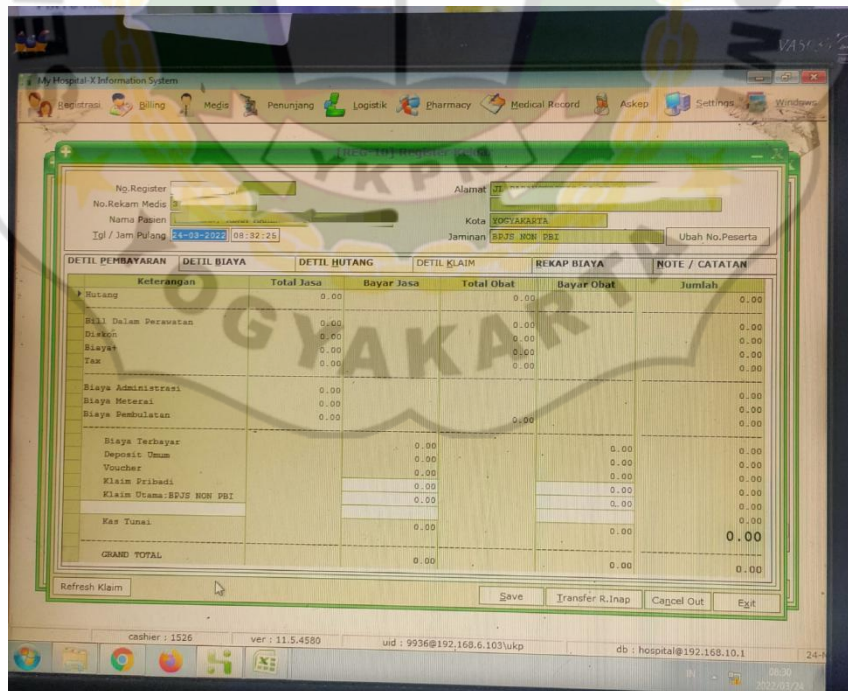 My Hospital-X Information System
Registrasi Billing Medis Penunjang Logistik Pharmacy Medical Record Askep Settings Windows
YKPN
YOGYAKARTA
No.Register
Alamat
No.Rekam Medis
Nama Pasien
Kota YOGYAKARTA
Tgl / Jam Pulang 24-03-2022 08:32:25
Jaminan BPJS NON PBI
Ubah No.Peserta
DETIL PEMBAYARAN DETIL BIAYA DETIL HUTANG DETIL KLAIM REKAP BIAYA NOTE / CATATAN
Keterangan Total Jasa Bayar Jasa Total Obat Bayar Obat Jumlah
Hutang 0.00 0.00 0.00
Bill Dalam Perawatan 0.00 0.00 0.00
Diskon 0.00 0.00 0.00
Biaya+ 0.00 0.00 0.00
Tax 0.00 0.00 0.00
Biaya Administrasi 0.00 0.00
Biaya Meterai 0.00 0.00
Biaya Pembulatan 0.00 0.00 0.00
Biaya Terbayar 0.00 0.00 0.00
Deposit Umum 0.00 0.00 0.00
Voucher 0.00 0.00 0.00
Klaim Pribadi 0.00 0.00 0.00
Klaim Utama:BPJS NON PBI 0.00 0.00 0.00
0.00
Kas Tunai 0.00 0.00 0.00
GRAND TOTAL 0.00 0.00 0.00
Refresh Klaim
Save Transfer R.Inap Cancel Out Exit
cashier : 1526 ver : 11.5.4580 uid : 9936@192.168.6.103\ukp db : hospital@192.168.10.1
IN 06:30
2022/03/24